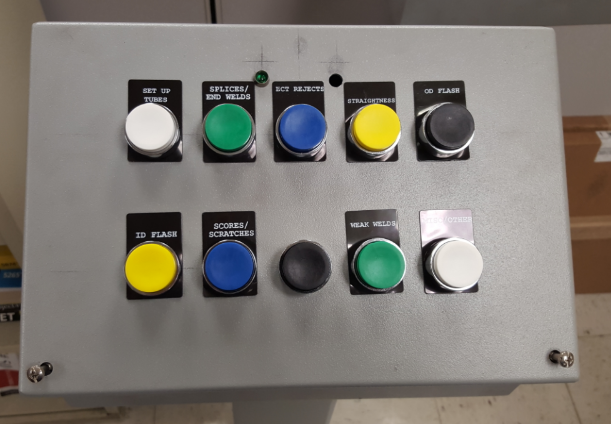 SET UP
TUBES
SPLICES/
END WELDS
ECT REJECTS
STRAIGHTNESS
OD FLASH
ID FLASH
SCORES/
SCRATCHES
WEAK WELDS
OTHER